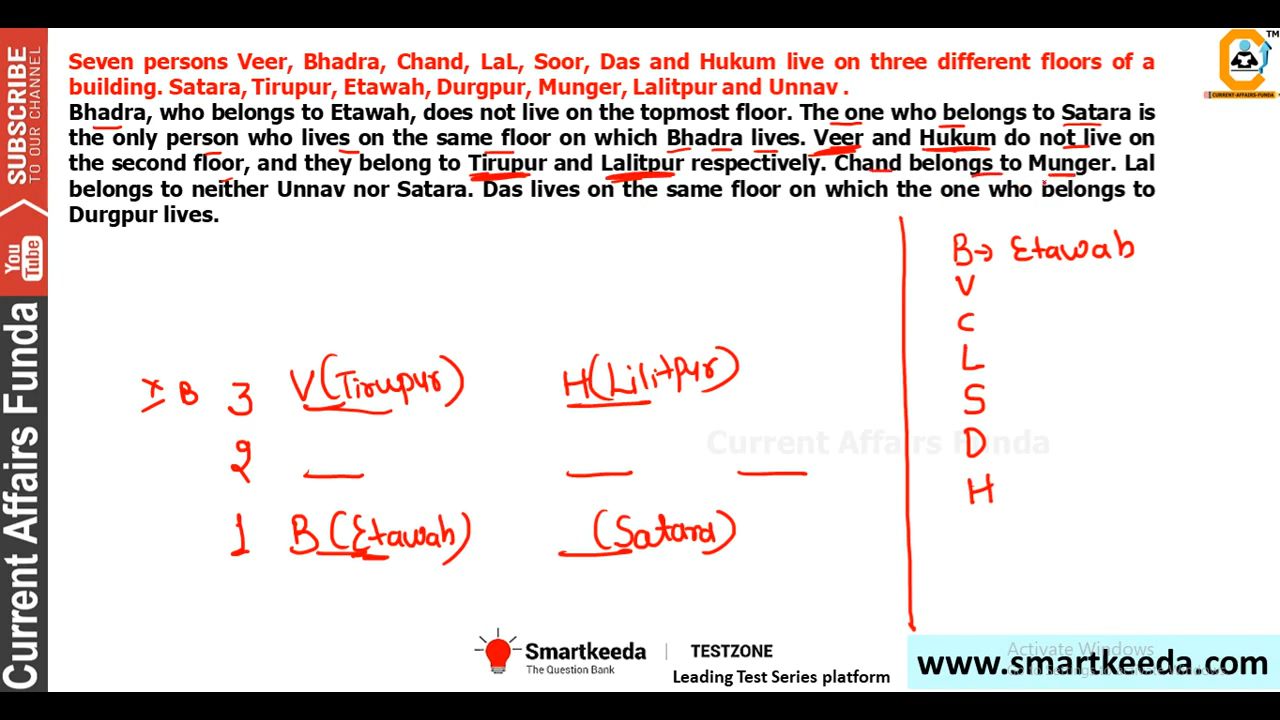 SUBSCRIBE
TO OUR CHANNEL
You Tube
Current Affairs Funda
TM
CURRENT-AFFAIRS-FUNDA
Seven persons Veer, Bhadra, Chand, LaL, Soor, Das and Hukum live on three different floors of a
building. Satara, Tirupur, Etawah, Durgpur, Munger, Lalitpur and Unnav .
Bhadra, who belongs to Etawah, does not live on the topmost floor. The one who belongs to Satara is
the only person who lives on the same floor on which Bhadra lives. Veer and Hukum do not live on
the second floor, and they belong to Tirupur and Lalitpur respectively. Chand belongs to Munger. Lal
belongs to neither Unnav nor Satara. Das lives on the same floor on which the one who belongs to
Durgpur lives.
B → Etawah
V
C
L
S
D
H
x B 3 V (Tirupur) H (Lilitpur)
2
1 B (Etawah) (Satara)
Current Affairs Funda
Smartkeeda
The Question Bank
TESTZONE
Leading Test Series platform
Activate Windows
www.smartkeeda.com